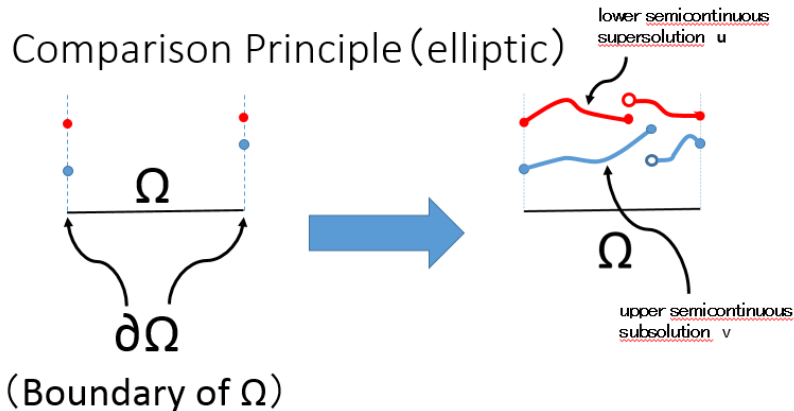 Comparison Principle(elliptic)
lower semicontinuous
supersolution u
Ω
∂Ω
(Boundary of Ω)
Ω
upper semicontinuous
subsolution v